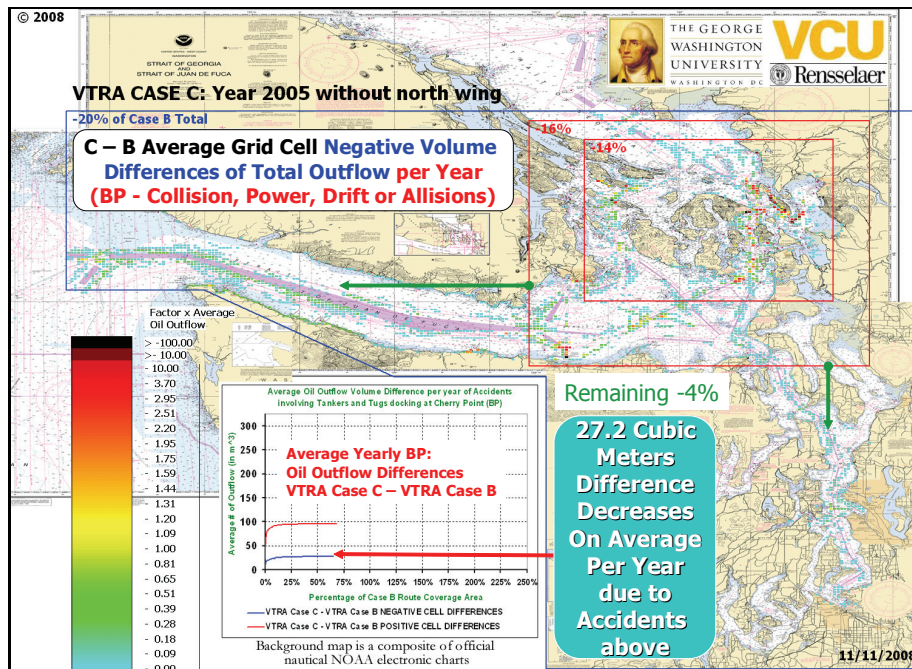 © 2008
STRAIT OF GEORGIA
AND
STRAIT OF JUAN DE FUCA
THE GEORGE
WASHINGTON
UNIVERSITY
WASHINGTON DC
VCU
Rensselaer
VTRA CASE C: Year 2005 without north wing
-20% of Case B Total
-16%
-14%
C – B Average Grid Cell Negative Volume
Differences of Total Outflow per Year
(BP - Collision, Power, Drift or Allisions)
Factor x Average
Oil Outflow
> -100.00
>- 10.00
10.00
- 3.70
- 2.95
- 2.51
- 2.20
- 1.95
- 1.75
- 1.59
- 1.44
- 1.31
- 1.20
- 1.09
- 1.00
- 0.81
- 0.65
- 0.51
- 0.39
- 0.28
- 0.18
- 0.09
0.00
Average Oil Outflow Volume Difference per year of Accidents
involving Tankers and Tugs docking at Cherry Point (BP)
Average # of Outflow (in m^3)
300
250
200
150
100
50
0
Average Yearly BP:
Oil Outflow Differences
VTRA Case C – VTRA Case B
0% 25% 50% 75% 100% 125% 150% 175% 200% 225% 250%
Percentage of Case B Route Coverage Area
VTRA Case C - VTRA Case B NEGATIVE CELL DIFFERENCES
VTRA Case C - VTRA Case B POSITIVE CELL DIFFERENCES
Background map is a composite of official
nautical NOAA electronic charts
Remaining -4%
27.2 Cubic
Meters
Difference
Decreases
On Average
Per Year
due to
Accidents
above
11/11/2008